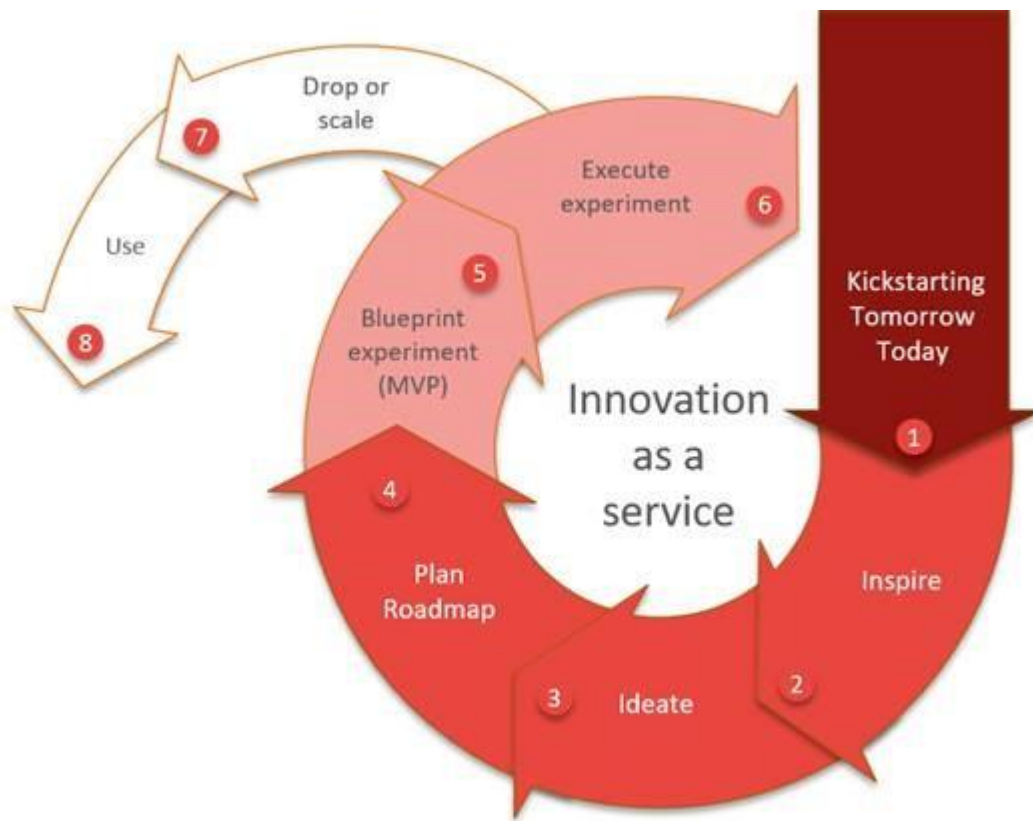 Kickstarting
Tomorrow
Today
1
Inspire
2
Ideate
3
Plan
Roadmap
4
Blueprint
experiment
(MVP)
5
Execute
experiment
6
Drop or
scale
7
Use
8
Innovation
as a
service